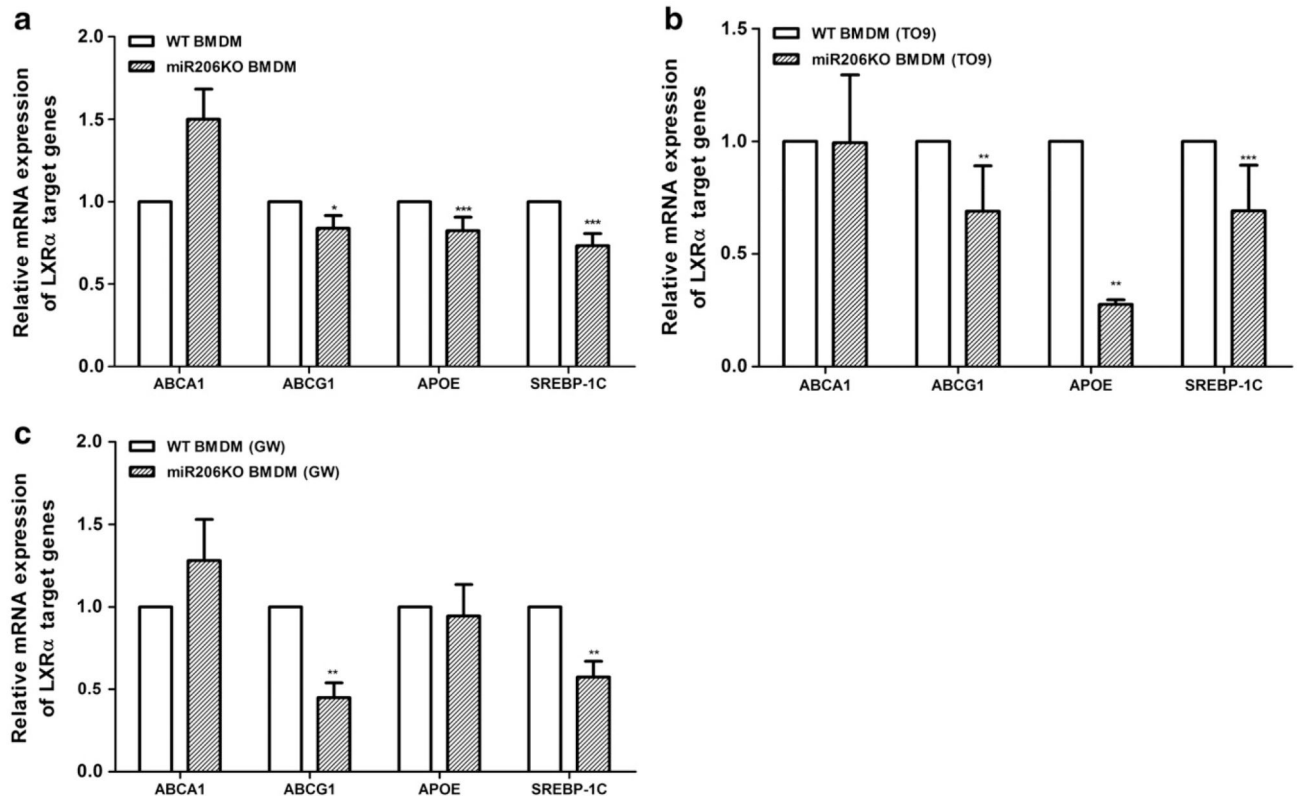 a
Relative mRNA expression
of LXRα target genes
2.0
1.5
1.0
0.5
0.0
WT BMDM
miR206KO BMDM
*
***
***
ABCA1 ABCG1 APOE SREBP-1C
b
Relative mRNA expression
of LXRα target genes
1.5
1.0
0.5
0.0
WT BMDM (TO9)
miR206KO BMDM (TO9)
**
**
***
ABCA1 ABCG1 APOE SREBP-1C
c
Relative mRNA expression
of LXRα target genes
2.0
1.5
1.0
0.5
0.0
WT BMDM (GW)
miR206KO BMDM (GW)
**
**
ABCA1 ABCG1 APOE SREBP-1C